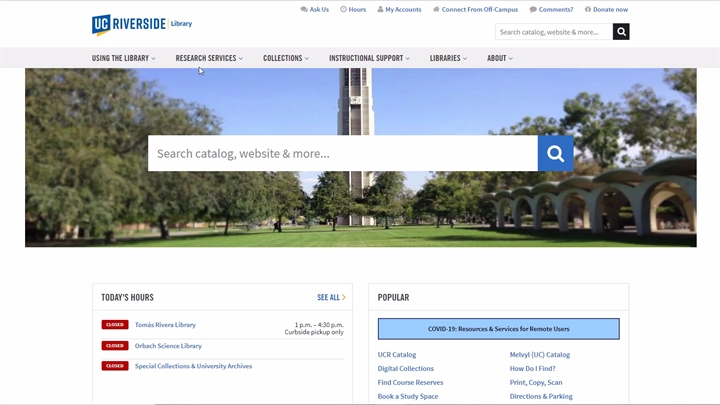 Ask Us Hours My Accounts Connect From Off-Campus Comments? Donate now
UC RIVERSIDE Library
Search catalog, website & more...
USING THE LIBRARY RESEARCH SERVICES COLLECTIONS INSTRUCTIONAL SUPPORT LIBRARIES ABOUT
Search catalog, website & more...
TODAY'S HOURS SEE ALL
CLOSED Tomás Rivera Library 1 p.m. – 4:30 p.m.
Curbside pickup only
CLOSED Orbach Science Library
CLOSED Special Collections & University Archives
POPULAR
COVID-19: Resources & Services for Remote Users
UCR Catalog Melvyl (UC) Catalog
Digital Collections How Do I Find?
Find Course Reserves Print, Copy, Scan
Book a Study Space Directions & Parking